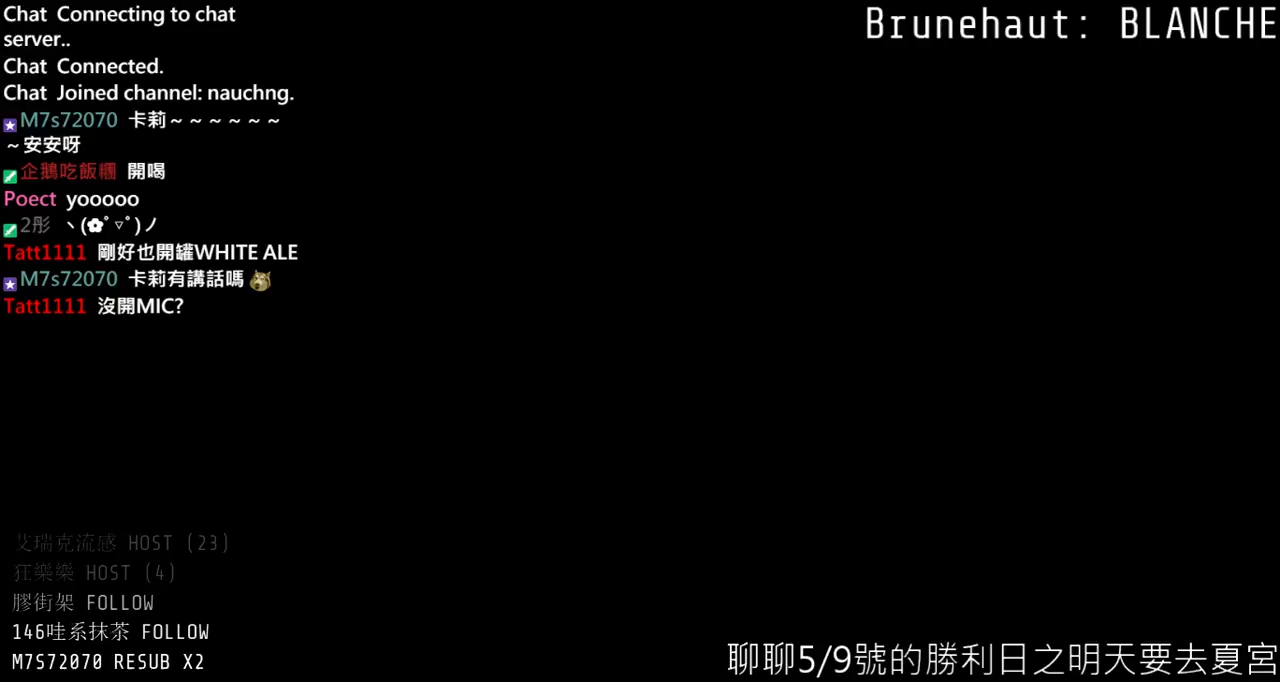 Chat Connecting to chat
server..
Chat Connected.
Chat Joined channel: nauchng.
Brunehaut: BLANCHE
M7s72070 卡莉～～～～～～
～安安呀
企鵝吃飯糰 開喝
Poect yooooo
2彤 ヽ(✿ﾟ▽ﾟ)ノ
Tatt1111 剛好也開罐WHITE ALE
M7s72070 卡莉有講話嗎
Tatt1111 沒開MIC?
艾瑞克流感 HOST (23)
狂樂樂 HOST (4)
膠街架 FOLLOW
146哇系抹茶 FOLLOW
M7S72070 RESUB X2
聊聊5/9號的勝利日之明天要去夏宮